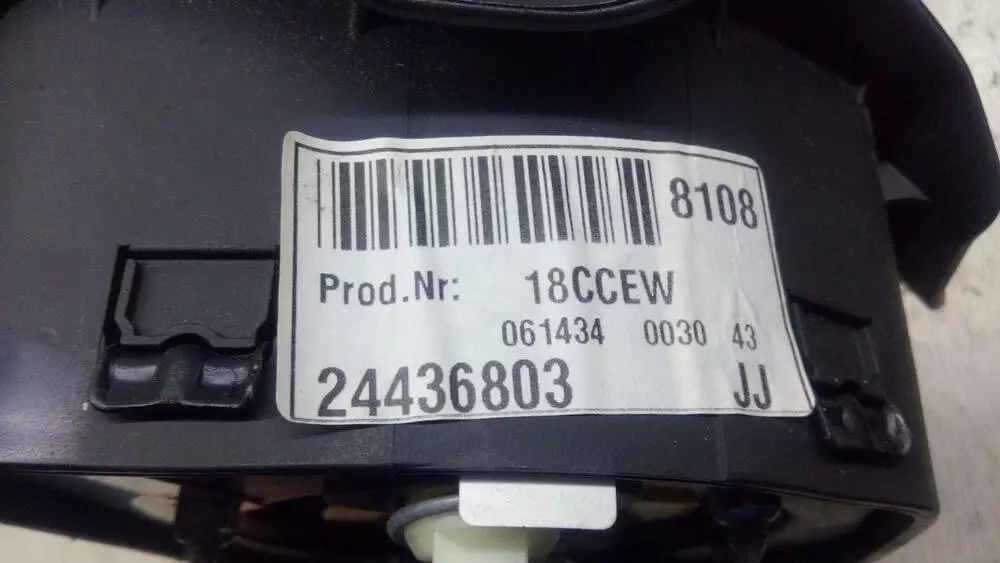 8108
Prod.Nr: 18CCEW
061434 0030 43
24436803 JJ